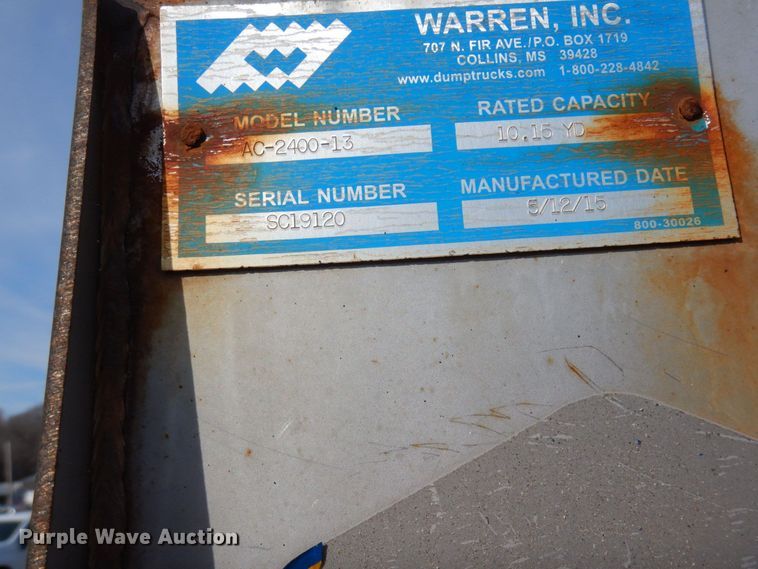 WARREN, INC.
707 N. FIR AVE./P.O. BOX 1719
COLLINS, MS 39428
www.dumptrucks.com 1-800-228-4842
MODEL NUMBER
AC-2400-13
RATED CAPACITY
10.15 YD
SERIAL NUMBER
SC19120
MANUFACTURED DATE
5/12/15
800-30026
Purple Wave Auction